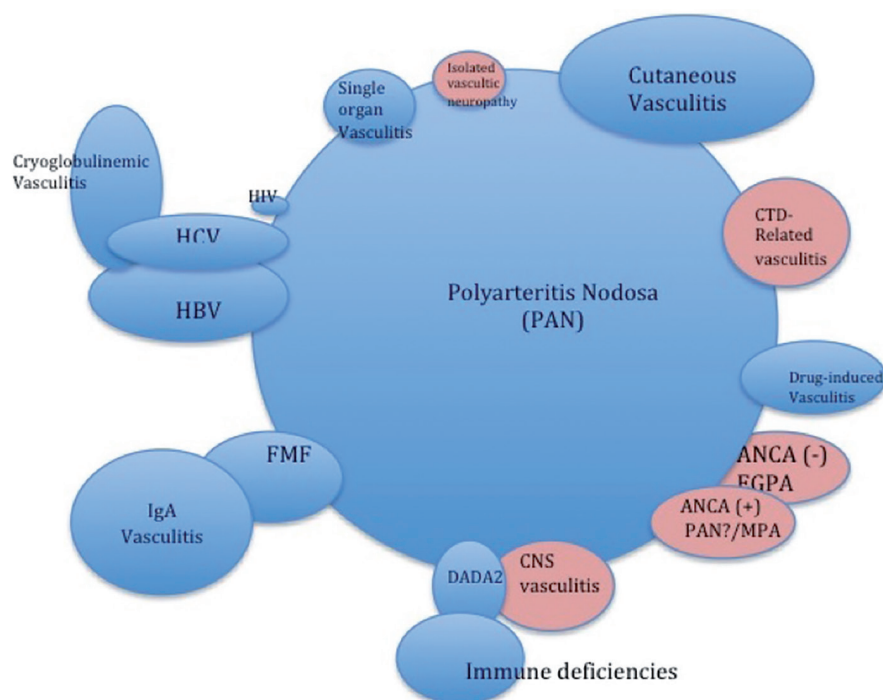 Isolated
vascultic
neuropathy
Single
organ
Vasculitis
Cutaneous
Vasculitis
Cryoglobulinemic
Vasculitis
HIV
HCV
HBV
CTD-
Related
vasculitis
Polyarteritis Nodosa
(PAN)
Drug-induced
Vasculitis
FMF
ANCA (-)
EGPA
IgA
Vasculitis
ANCA (+)
PAN?/MPA
DADA2
CNS
vasculitis
Immune deficiencies